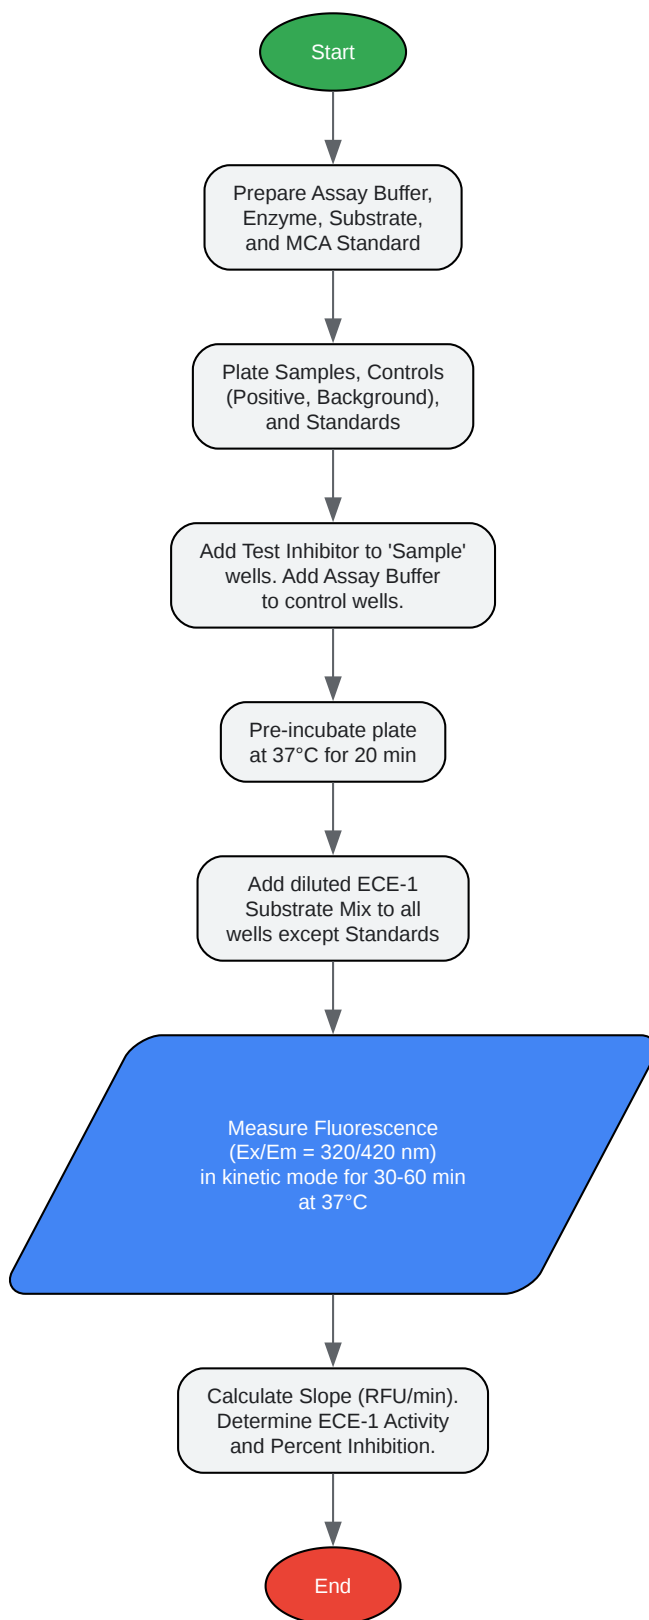 Start
Prepare Assay Buffer,
Enzyme, Substrate,
and MCA Standard
Plate Samples, Controls
(Positive, Background),
and Standards
Add Test Inhibitor to 'Sample'
wells. Add Assay Buffer
to control wells.
Pre-incubate plate
at 37°C for 20 min
Add diluted ECE-1
Substrate Mix to all
wells except Standards
Measure Fluorescence
(Ex/Em = 320/420 nm)
in kinetic mode for 30-60 min
at 37°C
Calculate Slope (RFU/min).
Determine ECE-1 Activity
and Percent Inhibition.
End